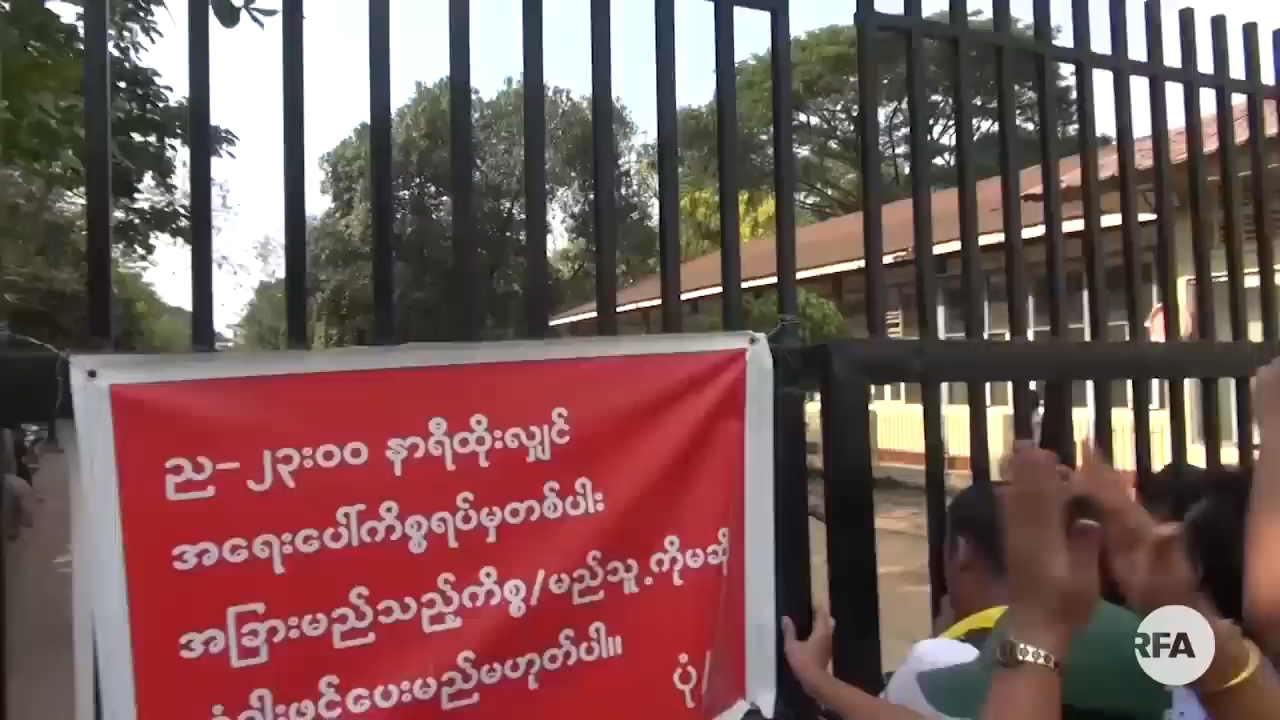 ည-၂၃:၀၀ နာရီထိုးလျှင်
အရေးပေါ်ကိစ္စရပ်မှတစ်ပါး
အခြားမည်သည့်ကိစ္စ/မည်သူ့ကိုမဆို
တံခါးဖွင့်ပေးမည်မဟုတ်ပါ။
ပုံ/
RFA